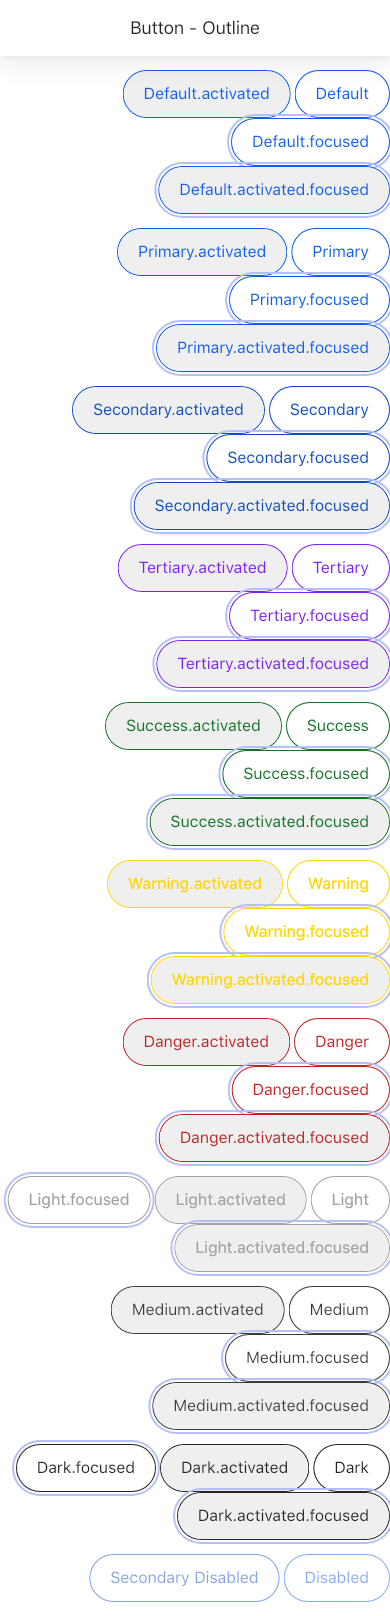 Button - Outline
Default.activated Default
Default.focused
Default.activated.focused
Primary.activated Primary
Primary.focused
Primary.activated.focused
Secondary.activated Secondary
Secondary.focused
Secondary.activated.focused
Tertiary.activated Tertiary
Tertiary.focused
Tertiary.activated.focused
Success.activated Success
Success.focused
Success.activated.focused
Warning.activated Warning
Warning.focused
Warning.activated.focused
Danger.activated Danger
Danger.focused
Danger.activated.focused
Light.focused Light.activated Light
Light.activated.focused
Medium.activated Medium
Medium.focused
Medium.activated.focused
Dark.focused Dark.activated Dark
Dark.activated.focused
Secondary Disabled Disabled